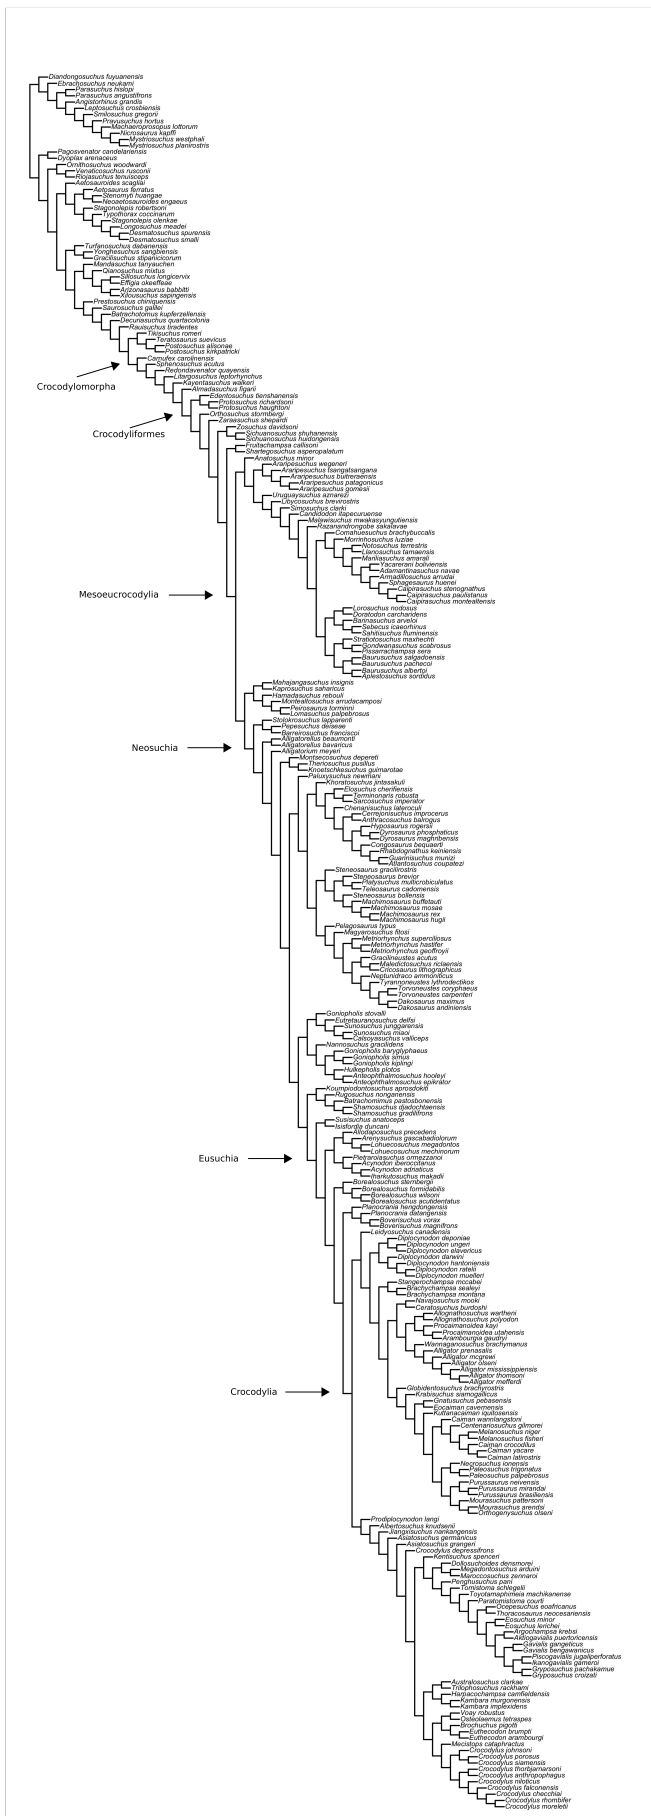 Diandongosuchus fuyuanensis
Ebrachosuchus neukami
Parasuchus hislopi
Parasuchus angustifrons
Angistorhinus grandis
Leptosuchus crosbiensis
Smilosuchus gregorii
Pravusuchus hortus
Machaeroprosopus lottorum
Nicrosaurus kapffi
Mystriosuchus westphali
Mystriosuchus planirostris
Pagosvenator candelariensis
Dyoplax arenaceus
Ornithosuchus woodwardi
Venaticosuchus rusconii
Riojasuchus tenuisceps
Aetosauroides scagliai
Aetosaurus ferratus
Stenomyti huangae
Neoaetosauroides engaeus
Stagonolepis robertsoni
Typothorax coccinarum
Stagonolepis olenkae
Longosuchus meadei
Desmatosuchus spurensis
Desmatosuchus smalli
Turfanosuchus dabanensis
Yonghesuchus sangbiensis
Gracilisuchus stipanicicorum
Mandasuchus tanyauchen
Qianosuchus mixtus
Sillosuchus longicervix
Effigia okeeffeae
Arizonasaurus babbitti
Xilousuchus sapingensis
Prestosuchus chiniquensis
Saurosuchus galilei
Batrachotomus kupferzellensis
Decuriasuchus quartacolonia
Rauisuchus tiradentes
Tikisuchus romeri
Teratosaurus suevicus
Postosuchus alisonae
Postosuchus kirkpatricki
Carnufex carolinensis
Sphenosuchus acutus
Redondavenator quayensis
Litargosuchus leptorhynchus
Kayentasuchus walkeri
Crocodylomorpha
Almadasuchus figarii
Edentosuchus tienshanensis
Protosuchus richardsoni
Protosuchus haughtoni
Orthosuchus stormbergi
Zaraasuchus shepardi
Zosuchus davidsoni
Crocodyliformes
Sichuanosuchus shuhanensis
Sichuanosuchus huidongensis
Fruitachampsa callisoni
Shartegosuchus asperopalatum
Anatosuchus minor
Araripesuchus wegeneri
Araripesuchus tsangatsangana
Araripesuchus buitreraensis
Araripesuchus patagonicus
Araripesuchus gomesii
Uruguaysuchus aznarezi
Libycosuchus brevirostris
Simosuchus clarki
Candidodon itapecuruense
Malawisuchus mwakasyungutiensis
Razanandrongobe sakalavae
Comahuesuchus brachybuccalis
Morrinhosuchus luziae
Notosuchus terrestris
Llanosuchus tamaensis
Mariliasuchus amarali
Yacarerani boliviensis
Adamantinasuchus navae
Armadillosuchus arrudai
Sphagesaurus huenei
Caipirasuchus stenognathus
Caipirasuchus paulistanus
Mesoeucrocodylia
Caipirasuchus montealtensis
Lorosuchus nodosus
Doratodon carcharidens
Barinasuchus arveloi
Sebecus icaeorhinus
Sahitisuchus fluminensis
Stratiotosuchus maxhechti
Gondwanasuchus scabrosus
Pissarrachampsa sera
Baurusuchus salgadoensis
Baurusuchus pachecoi
Baurusuchus albertoi
Aplestosuchus sordidus
Mahajangasuchus insignis
Kaprosuchus saharicus
Hamadasuchus rebouli
Montealtosuchus arrudacamposi
Peirosaurus torminni
Lomasuchus palpebrosus
Stolokrosuchus lapparenti
Pepesuchus deiseae
Barreirosuchus franciscoi
Alligatorellus beaumonti
Neosuchia
Alligatorellus bavaricus
Alligatorium meyeri
Montsecosuchus depereti
Theriosuchus pusillus
Knoetschkesuchus guimarotae
Paluxysuchus newmani
Khoratosuchus jintasakuli
Elosuchus cherifiensis
Terminonaris robusta
Sarcosuchus imperator
Chenanisuchus lateroculi
Cerrejonisuchus improcerus
Anthracosuchus balrogus
Hyposaurus rogersii
Dyrosaurus phosphaticus
Dyrosaurus maghribensis
Congosaurus bequaerti
Rhabdognathus keiniensis
Guarinisuchus munizi
Atlantosuchus coupatezi
Steneosaurus gracilirostris
Steneosaurus brevior
Platysuchus multicrobiculatus
Teleosaurus cadomensis
Steneosaurus bollensis
Machimosaurus buffetauti
Machimosaurus mosae
Machimosaurus rex
Machimosaurus hugii
Pelagosaurus typus
Magyarosuchus fitosi
Metriorhynchus superciliosus
Metriorhynchus hastifer
Metriorhynchus geoffroyii
Gracilineustes acutus
Maledictosuchus riclaensis
Cricosaurus lithographicus
Neptunidraco ammoniticus
Tyrannoneustes lythrodectikos
Torvoneustes coryphaeus
Torvoneustes carpenteri
Dakosaurus maximus
Dakosaurus andiniensis
Goniopholis stovalli
Eutretauranosuchus delfsi
Sunosuchus junggarensis
Sunosuchus miaoi
Calsoyasuchus valliceps
Nannosuchus gracilidens
Goniopholis baryglyphaeus
Goniopholis simus
Goniopholis kiplingi
Hulkepholis plotos
Anteophthalmosuchus hooleyi
Anteophthalmosuchus epikrator
Koumpiodontosuchus aprosdokiti
Rugosuchus nonganensis
Batrachomimus pastosbonensis
Shamosuchus djadochtaensis
Shamosuchus gradilifrons
Susisuchus anatoceps
Isisfordia duncani
Allodaposuchus precedens
Arenysuchus gascabadiolorum
Lohuecosuchus megadontos
Lohuecosuchus mechinorum
Eusuchia
Pietraroiasuchus ormezzanoi
Acynodon iberoccitanus
Acynodon adriaticus
Iharkutosuchus makadii
Borealosuchus sternbergii
Borealosuchus formidabilis
Borealosuchus wilsoni
Borealosuchus acutidentatus
Planocrania hengdongensis
Planocrania datangensis
Boverisuchus vorax
Boverisuchus magnifrons
Leidyosuchus canadensis
Diplocynodon deponiae
Diplocynodon ungeri
Diplocynodon elavericus
Diplocynodon darwini
Diplocynodon hantoniensis
Diplocynodon ratelii
Diplocynodon muelleri
Stangerochampsa mccabei
Brachychampsa sealeyi
Brachychampsa montana
Navajosuchus mooki
Ceratosuchus burdoshi
Allognathosuchus wartheni
Allognathosuchus polyodon
Procaimanoidea kayi
Procaimanoidea utahensis
Arambourgia gaudryi
Wannaganosuchus brachymanus
Alligator prenasalis
Alligator mcgrewi
Alligator olseni
Alligator mississippiensis
Alligator thomsoni
Alligator mefferdi
Globidentosuchus brachyrostris
Crocodylia
Krabisuchus siamogallicus
Gnatusuchus pebasensis
Eocaiman cavernensis
Kuttanacaiman iquitosensis
Caiman wannlangstoni
Centenariosuchus gilmorei
Melanosuchus niger
Melanosuchus fisheri
Caiman crocodilus
Caiman yacare
Caiman latirostris
Necrosuchus ionensis
Paleosuchus trigonatus
Paleosuchus palpebrosus
Purussaurus neivensis
Purussaurus mirandai
Purussaurus brasiliensis
Mourasuchus pattersoni
Mourasuchus arendsi
Orthogenysuchus olseni
Prodiplocynodon langi
Albertosuchus knudsenii
Jiangxisuchus nankangensis
Asiatosuchus germanicus
Asiatosuchus grangeri
Crocodylus depressifrons
Kentisuchus spenceri
Dollosuchoides densmorei
Megadontosuchus arduini
Maroccosuchus zennaroi
Penghusuchus pani
Tomistoma schlegelii
Toyotamaphimeia machikanense
Paratomistoma courti
Ocepesuchus eoafricanus
Thoracosaurus neocesariensis
Eosuchus minor
Eosuchus lerichei
Argochampsa krebsi
Aktiogavialis puertoricensis
Gavialis gangeticus
Gavialis bengawanicus
Piscogavialis jugaliperforatus
Ikanogavialis gameroi
Gryposuchus pachakamue
Gryposuchus croizati
Australosuchus clarkae
Trilophosuchus rackhami
Harpacochampsa camfieldensis
Kambara murgonensis
Kambara implexidens
Voay robustus
Osteolaemus tetraspes
Brochuchus pigotti
Euthecodon brumpti
Euthecodon arambourgi
Mecistops cataphractus
Crocodylus johnsoni
Crocodylus porosus
Crocodylus siamensis
Crocodylus thorbjarnarsoni
Crocodylus anthropophagus
Crocodylus niloticus
Crocodylus falconensis
Crocodylus checchiai
Crocodylus rhombifer
Crocodylus moreletii